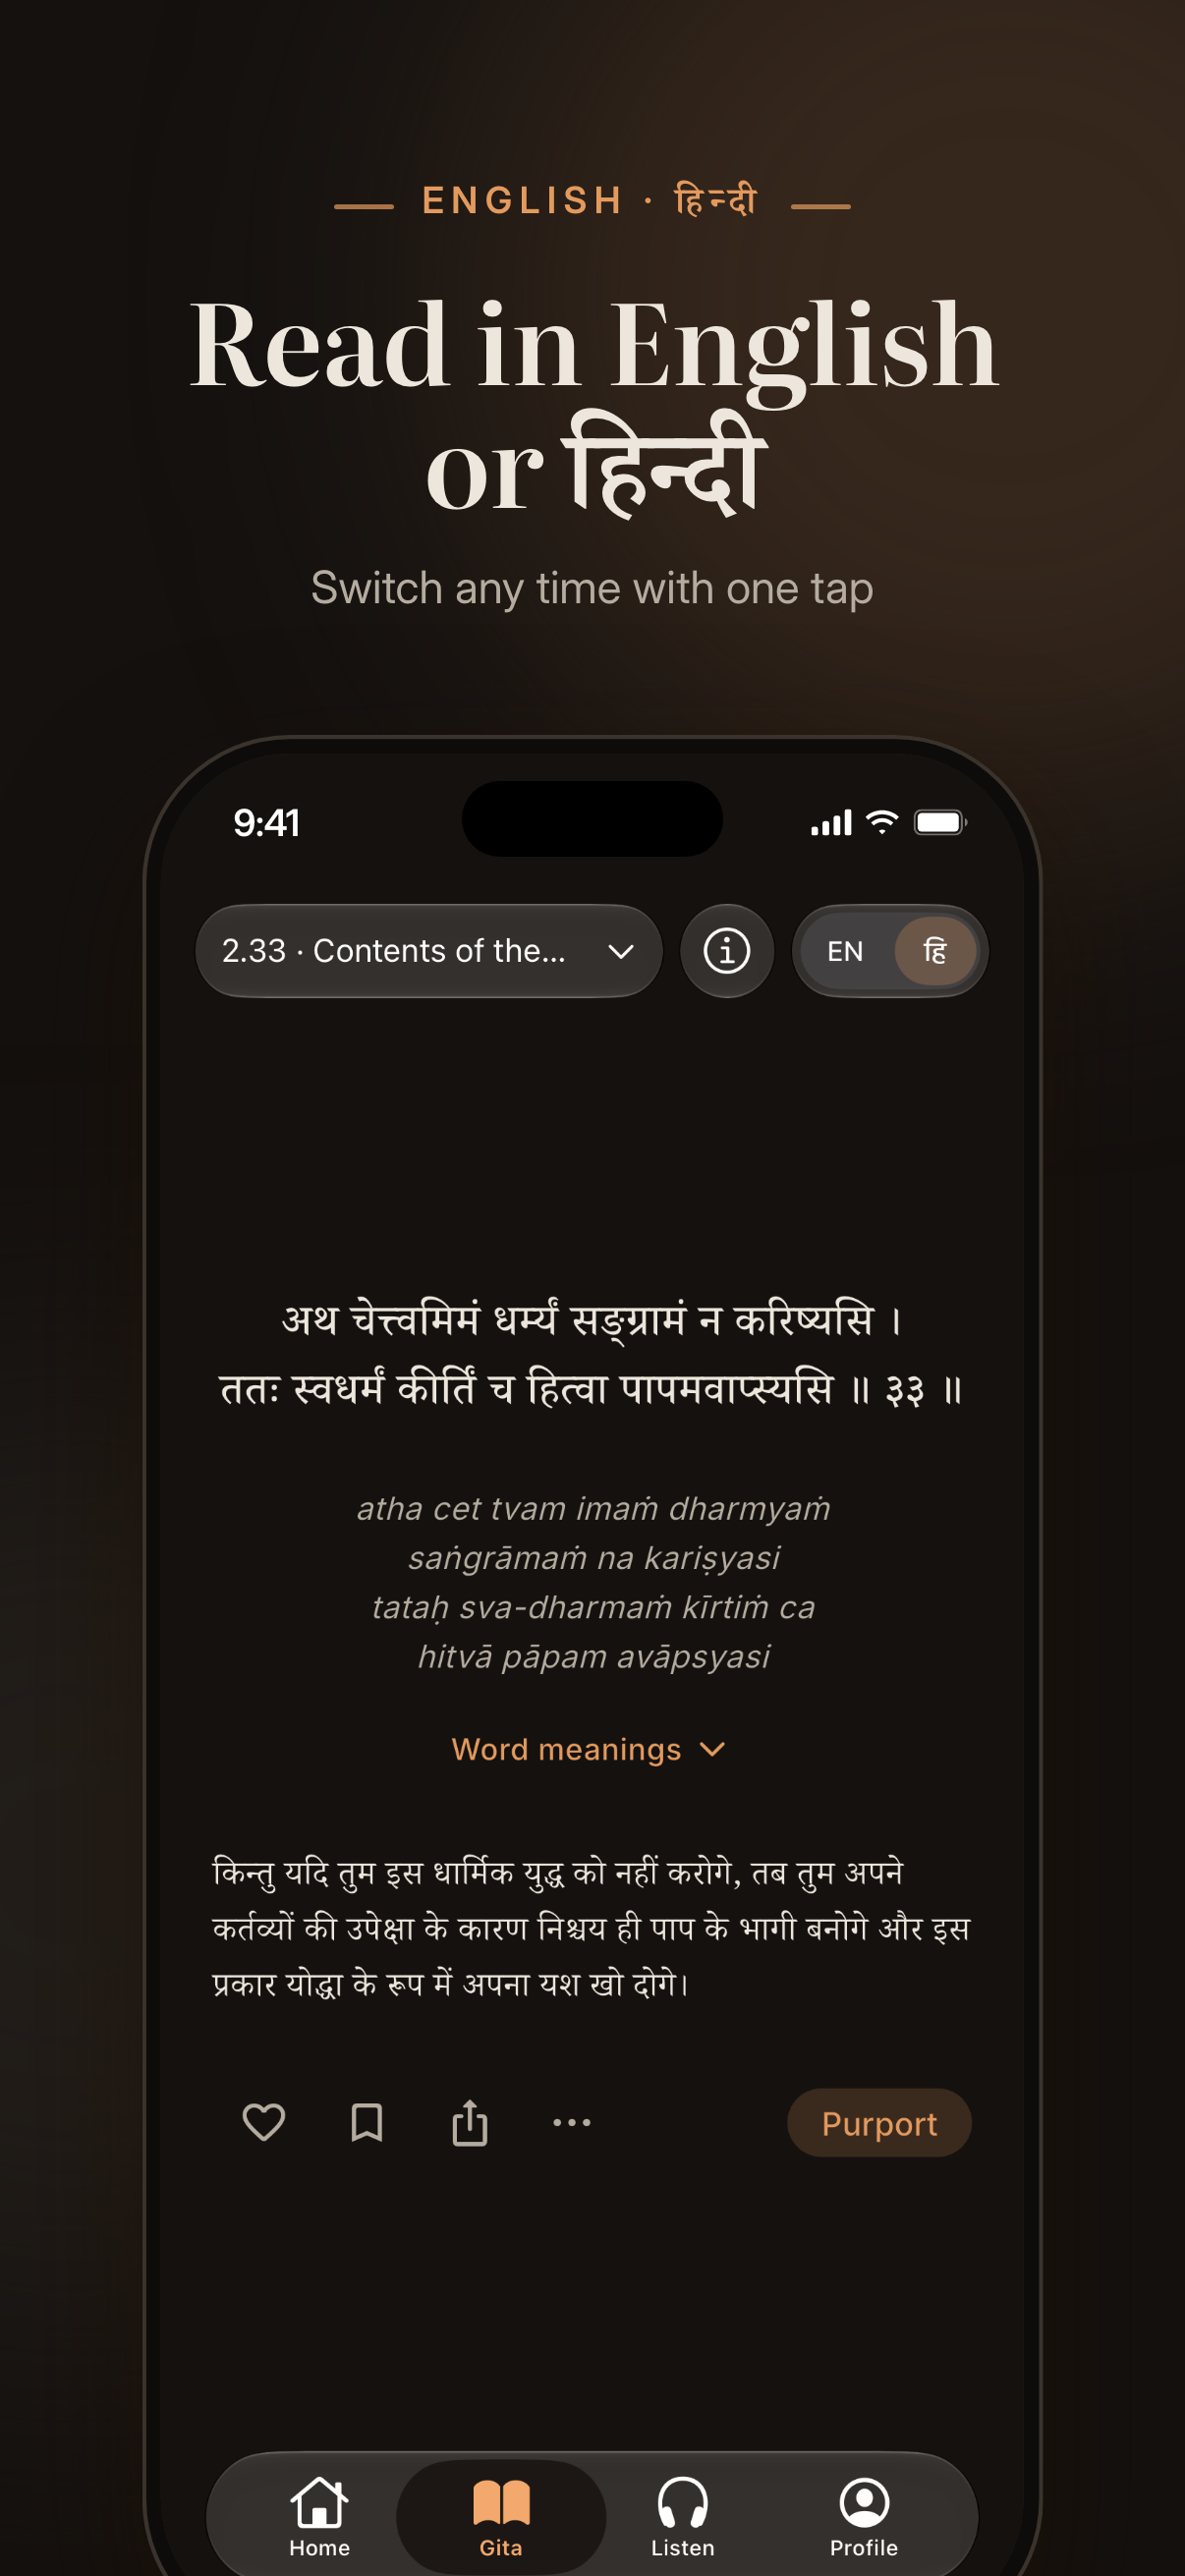 ENGLISH · हिन्दी
Read in English
or हिन्दी
Switch any time with one tap
9:41
2.33 · Contents of the...
EN हि
अथ चेत्त्वमिमं धर्म्यं सङ्ग्रामं न करिष्यसि ।
ततः स्वधर्मं कीर्तिं च हित्वा पापमवाप्स्यसि ॥ ३३ ॥
atha cet tvam imaṁ dharmyaṁ
saṅgrāmaṁ na kariṣyasi
tataḥ sva-dharmaṁ kīrtiṁ ca
hitvā pāpam avāpsyasi
Word meanings
किन्तु यदि तुम इस धार्मिक युद्ध को नहीं करोगे, तब तुम अपने
कर्तव्यों की उपेक्षा के कारण निश्चय ही पाप के भागी बनोगे और इस
प्रकार योद्धा के रूप में अपना यश खो दोगे।
Purport
Home Gita Listen Profile